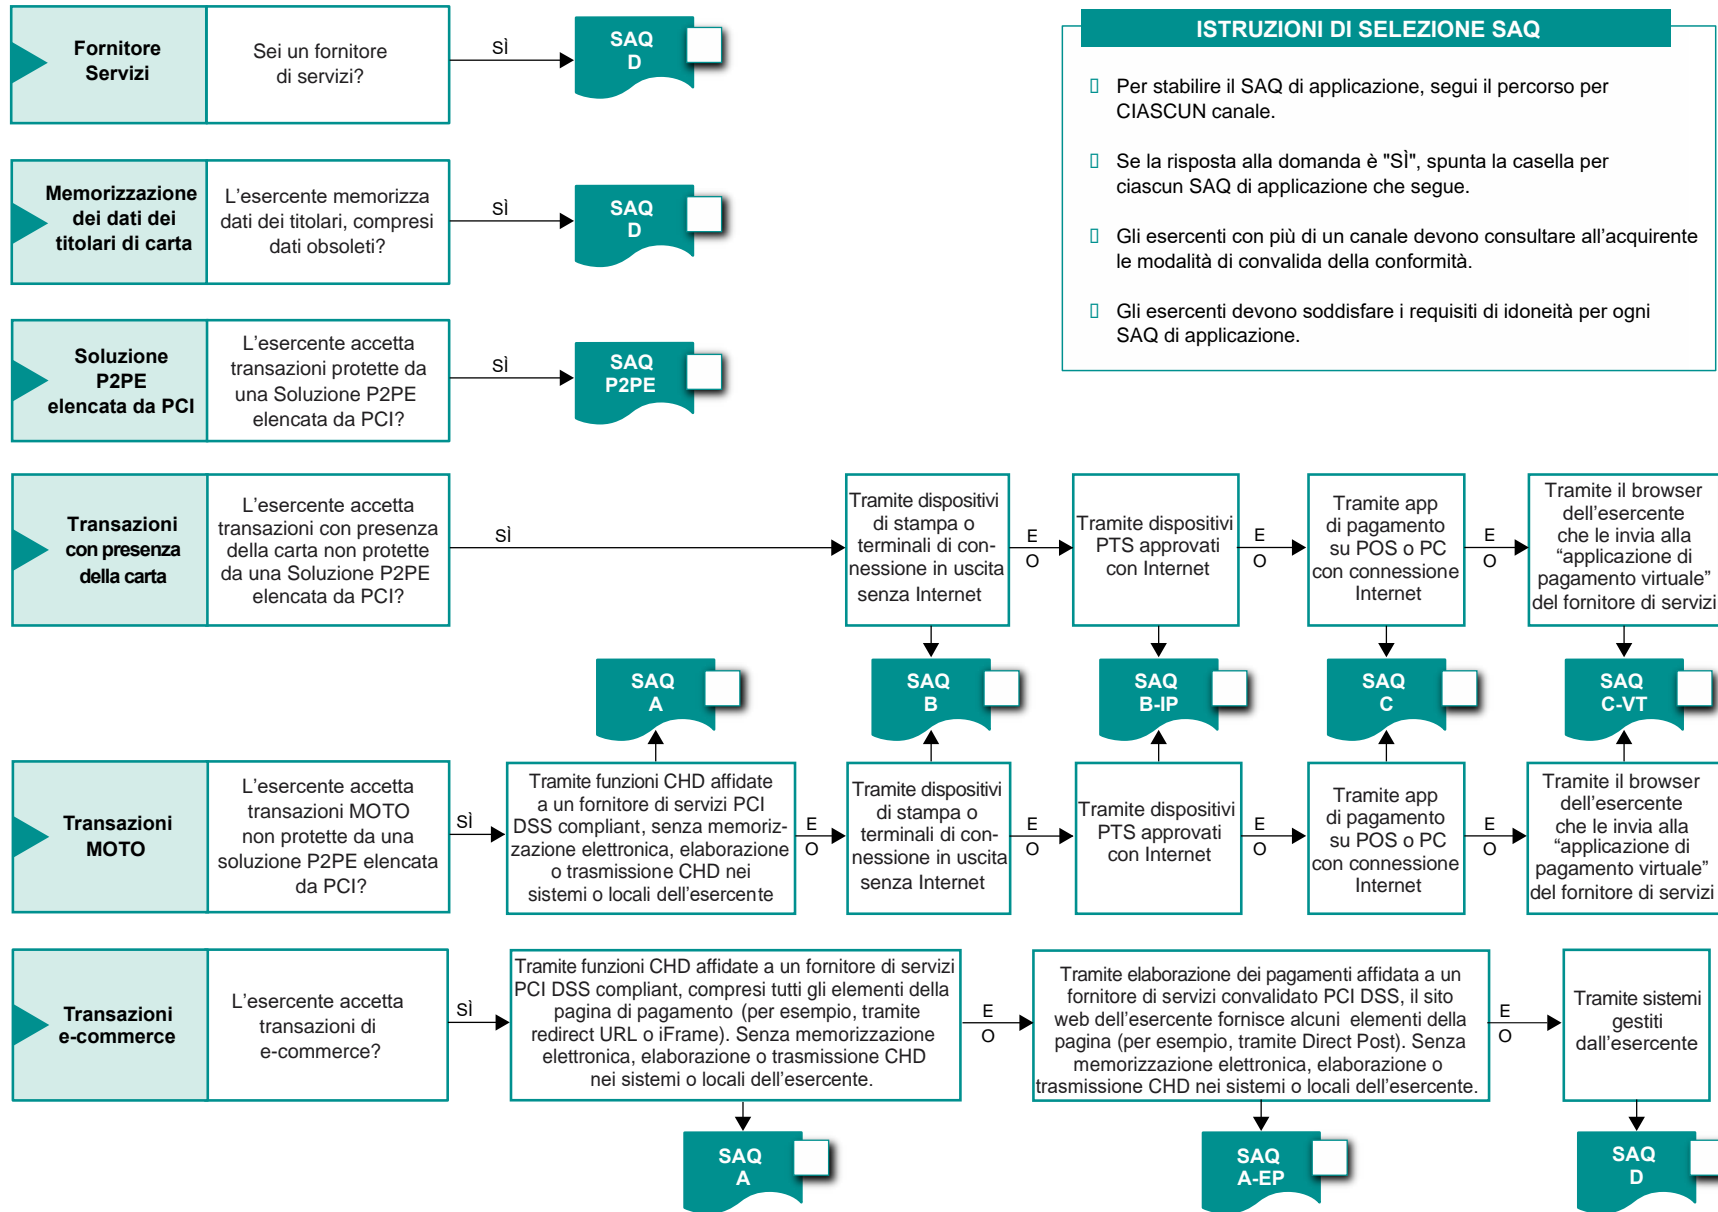 Fornitore
Servizi
Sei un fornitore
di servizi?
SÌ
SAQ
D
ISTRUZIONI DI SELEZIONE SAQ
Per stabilire il SAQ di applicazione, segui il percorso per
CIASCUN canale.
Se la risposta alla domanda è "SÌ", spunta la casella per
ciascun SAQ di applicazione che segue.
Gli esercenti con più di un canale devono consultare all’acquirente
le modalità di convalida della conformità.
Gli esercenti devono soddisfare i requisiti di idoneità per ogni
SAQ di applicazione.
Memorizzazione
dei dati dei
titolari di carta
L’esercente memorizza
dati dei titolari, compresi
dati obsoleti?
SÌ
SAQ
D
Soluzione
P2PE
elencata da PCI
L’esercente accetta
transazioni protette da
una Soluzione P2PE
elencata da PCI?
SÌ
SAQ
P2PE
Transazioni
con presenza
della carta
L’esercente accetta
transazioni con presenza
della carta non protette
da una Soluzione P2PE
elencata da PCI?
SÌ
Tramite dispositivi
di stampa o
terminali di con-
nessione in uscita
senza Internet
E
O
Tramite dispositivi
PTS approvati
con Internet
E
O
Tramite app
di pagamento
su POS o PC
con connessione
Internet
E
O
Tramite il browser
dell’esercente
che le invia alla
“applicazione di
pagamento virtuale”
del fornitore di servizi
SAQ
A
SAQ
B
SAQ
B-IP
SAQ
C
SAQ
C-VT
Transazioni
MOTO
L’esercente accetta
transazioni MOTO
non protette da una
soluzione P2PE elencata
da PCI?
SÌ
Tramite funzioni CHD affidate
a un fornitore di servizi PCI
DSS compliant, senza memoriz-
zazione elettronica, elaborazione
o trasmissione CHD nei
sistemi o locali dell’esercente
E
O
Tramite dispositivi
di stampa o
terminali di con-
nessione in uscita
senza Internet
E
O
Tramite dispositivi
PTS approvati
con Internet
E
O
Tramite app
di pagamento
su POS o PC
con connessione
Internet
E
O
Tramite il browser
dell’esercente
che le invia alla
“applicazione di
pagamento virtuale”
del fornitore di servizi
Transazioni
e-commerce
L’esercente accetta
transazioni di
e-commerce?
SÌ
Tramite funzioni CHD affidate a un fornitore di servizi
PCI DSS compliant, compresi tutti gli elementi della
pagina di pagamento (per esempio, tramite
redirect URL o iFrame). Senza memorizzazione
elettronica, elaborazione o trasmissione CHD
nei sistemi o locali dell’esercente.
E
O
Tramite elaborazione dei pagamenti affidata a un
fornitore di servizi convalidato PCI DSS, il sito
web dell’esercente fornisce alcuni elementi della
pagina (per esempio, tramite Direct Post). Senza
memorizzazione elettronica, elaborazione o
trasmissione CHD nei sistemi o locali dell’esercente.
E
O
Tramite sistemi
gestiti
dall’esercente
SAQ
A
SAQ
A-EP
SAQ
D